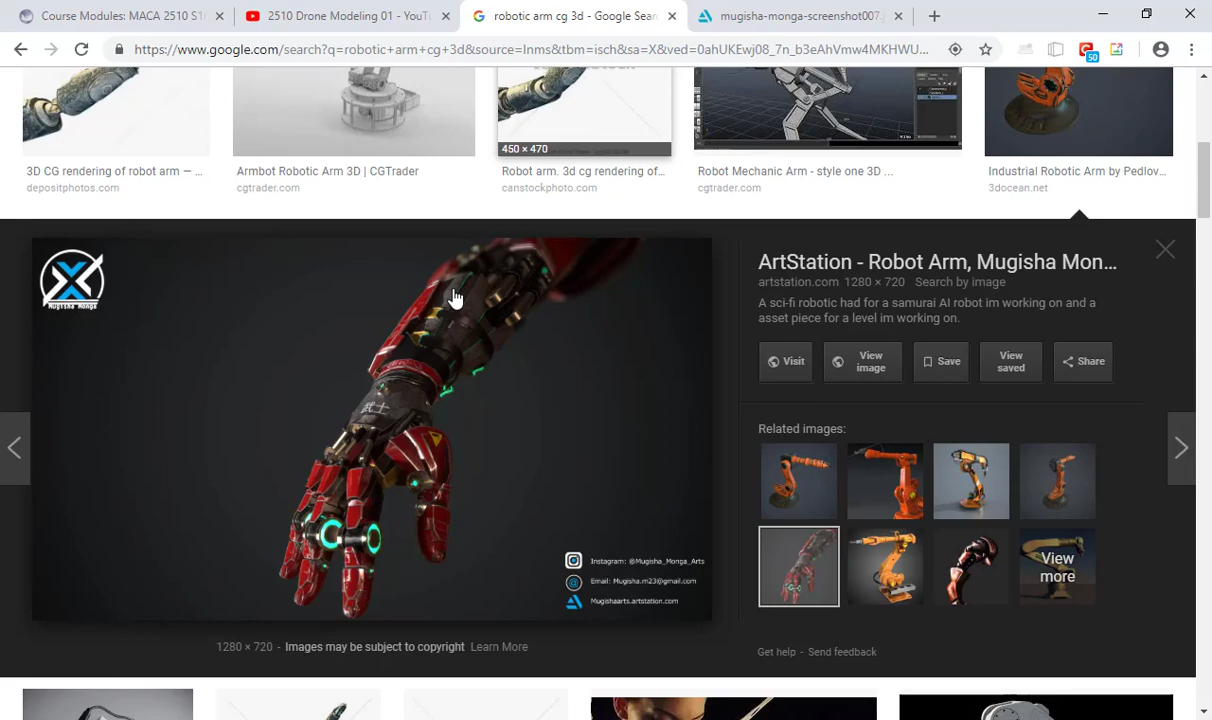 Course Modules: MACA 2510 S1
2510 Drone Modeling 01 - YouTu
robotic arm cg 3d - Google Sear
mugisha-monga-screenshot007.j
https://www.google.com/search?q=robotic+arm+cg+3d&source=lnms&tbm=isch&sa=X&ved=0ahUKEwj08_7n_b3eAhVmw4MKHWU...
50
450 × 470
3D CG rendering of robot arm — ...
depositphotos.com
Armbot Robotic Arm 3D | CGTrader
cgtrader.com
Robot arm. 3d cg rendering of...
canstockphoto.com
Robot Mechanic Arm - style one 3D ...
cgtrader.com
Industrial Robotic Arm by Pedlov...
3docean.net
X
Mugisha Monga
武士
Instagram: @Mugisha_Monga_Arts
Email: Mugisha.m23@gmail.com
Mugishaarts.artstation.com
1280 × 720 - Images may be subject to copyright Learn More
ArtStation - Robot Arm, Mugisha Mon...
artstation.com 1280 × 720 Search by image
A sci-fi robotic had for a samurai AI robot im working on and a
asset piece for a level im working on.
Visit
View image
Save
View saved
Share
Related images:
View more
Get help - Send feedback